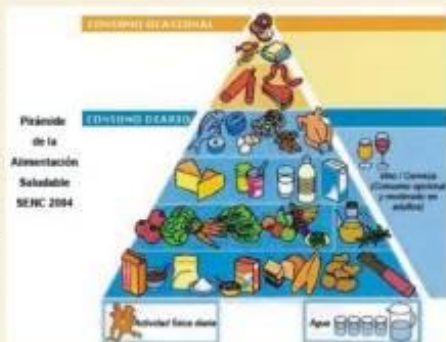 CONSUMO OCASIONAL
CONSUMO DIARIO
Pirámide
de la
Alimentación
Saludable
SENC 2004
Vino / Cerveza
(Consumo opcional
y moderado en
adultos)
Actividad física diaria
Agua